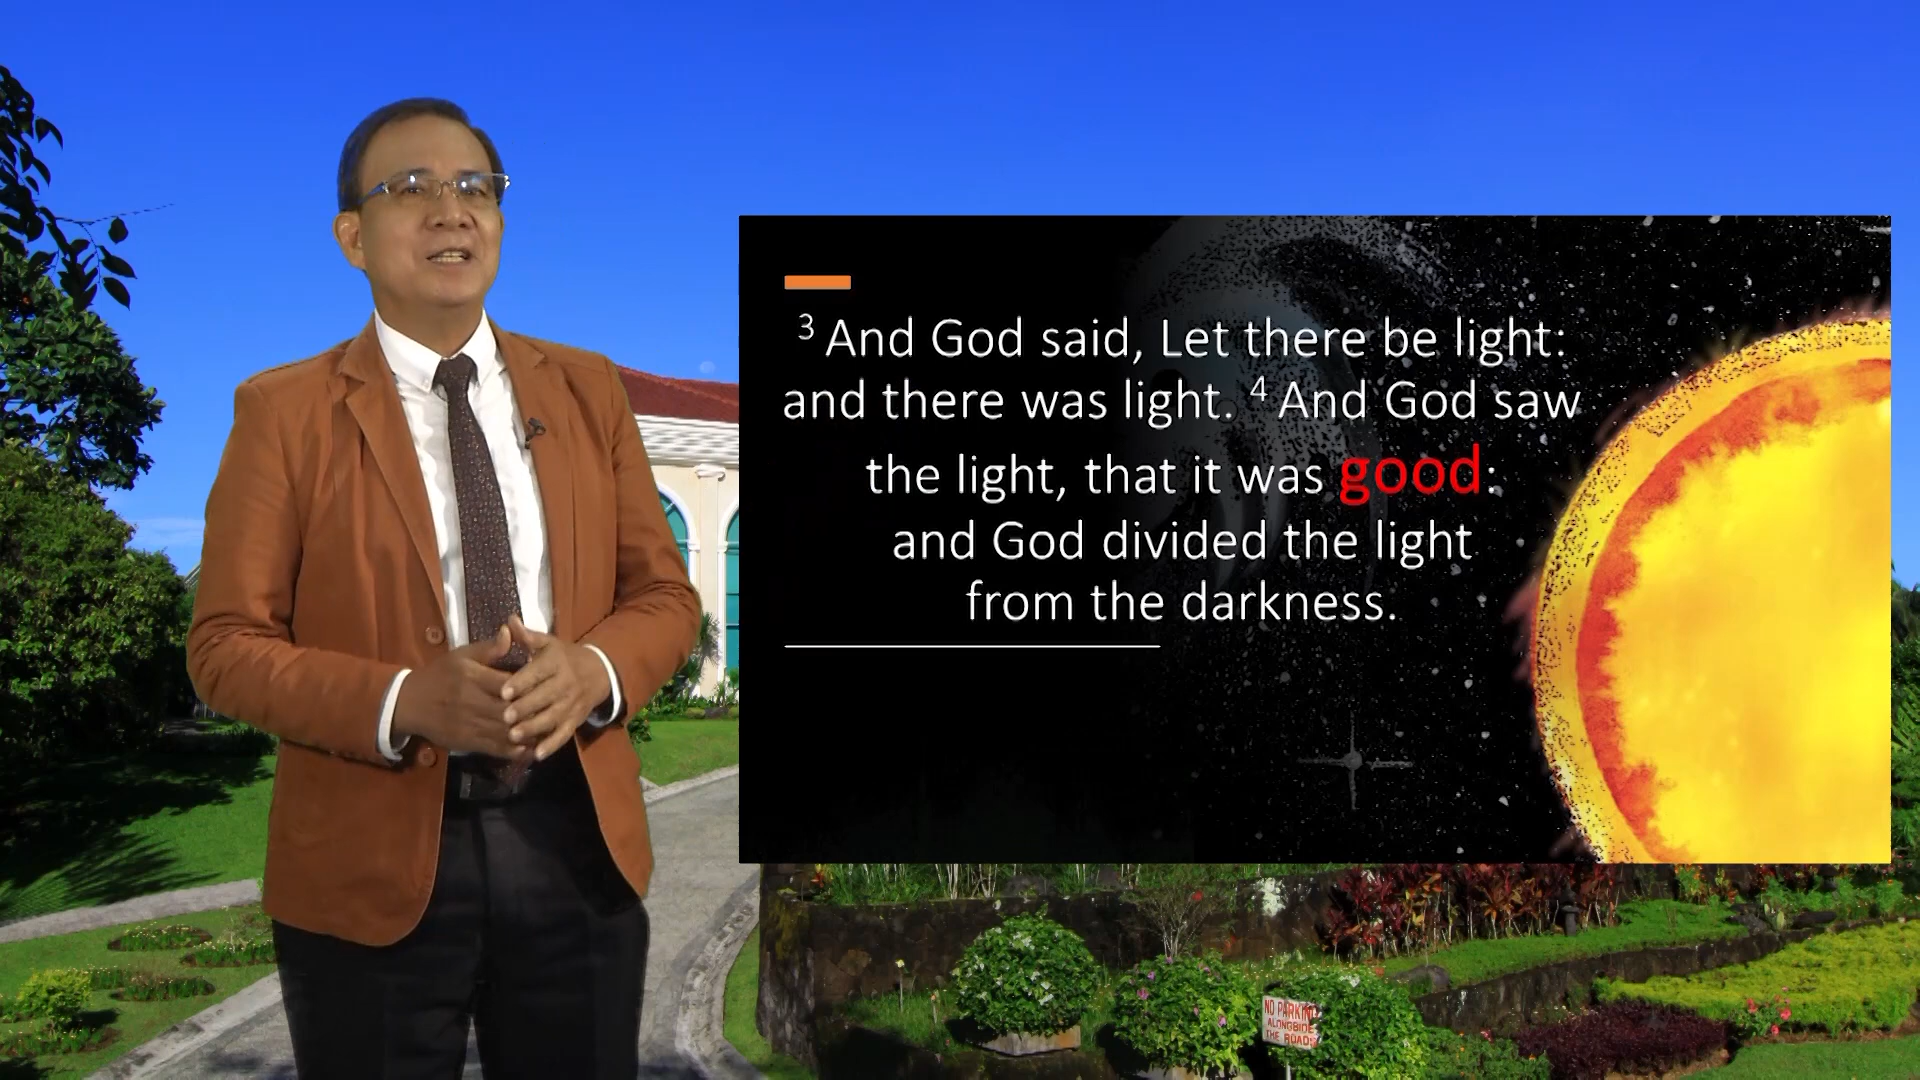 ³ And God said, Let there be light:
and there was light. ⁴ And God saw
the light, that it was good:
and God divided the light
from the darkness.
NO PARKING
ALONGSIDE
THE ROADS